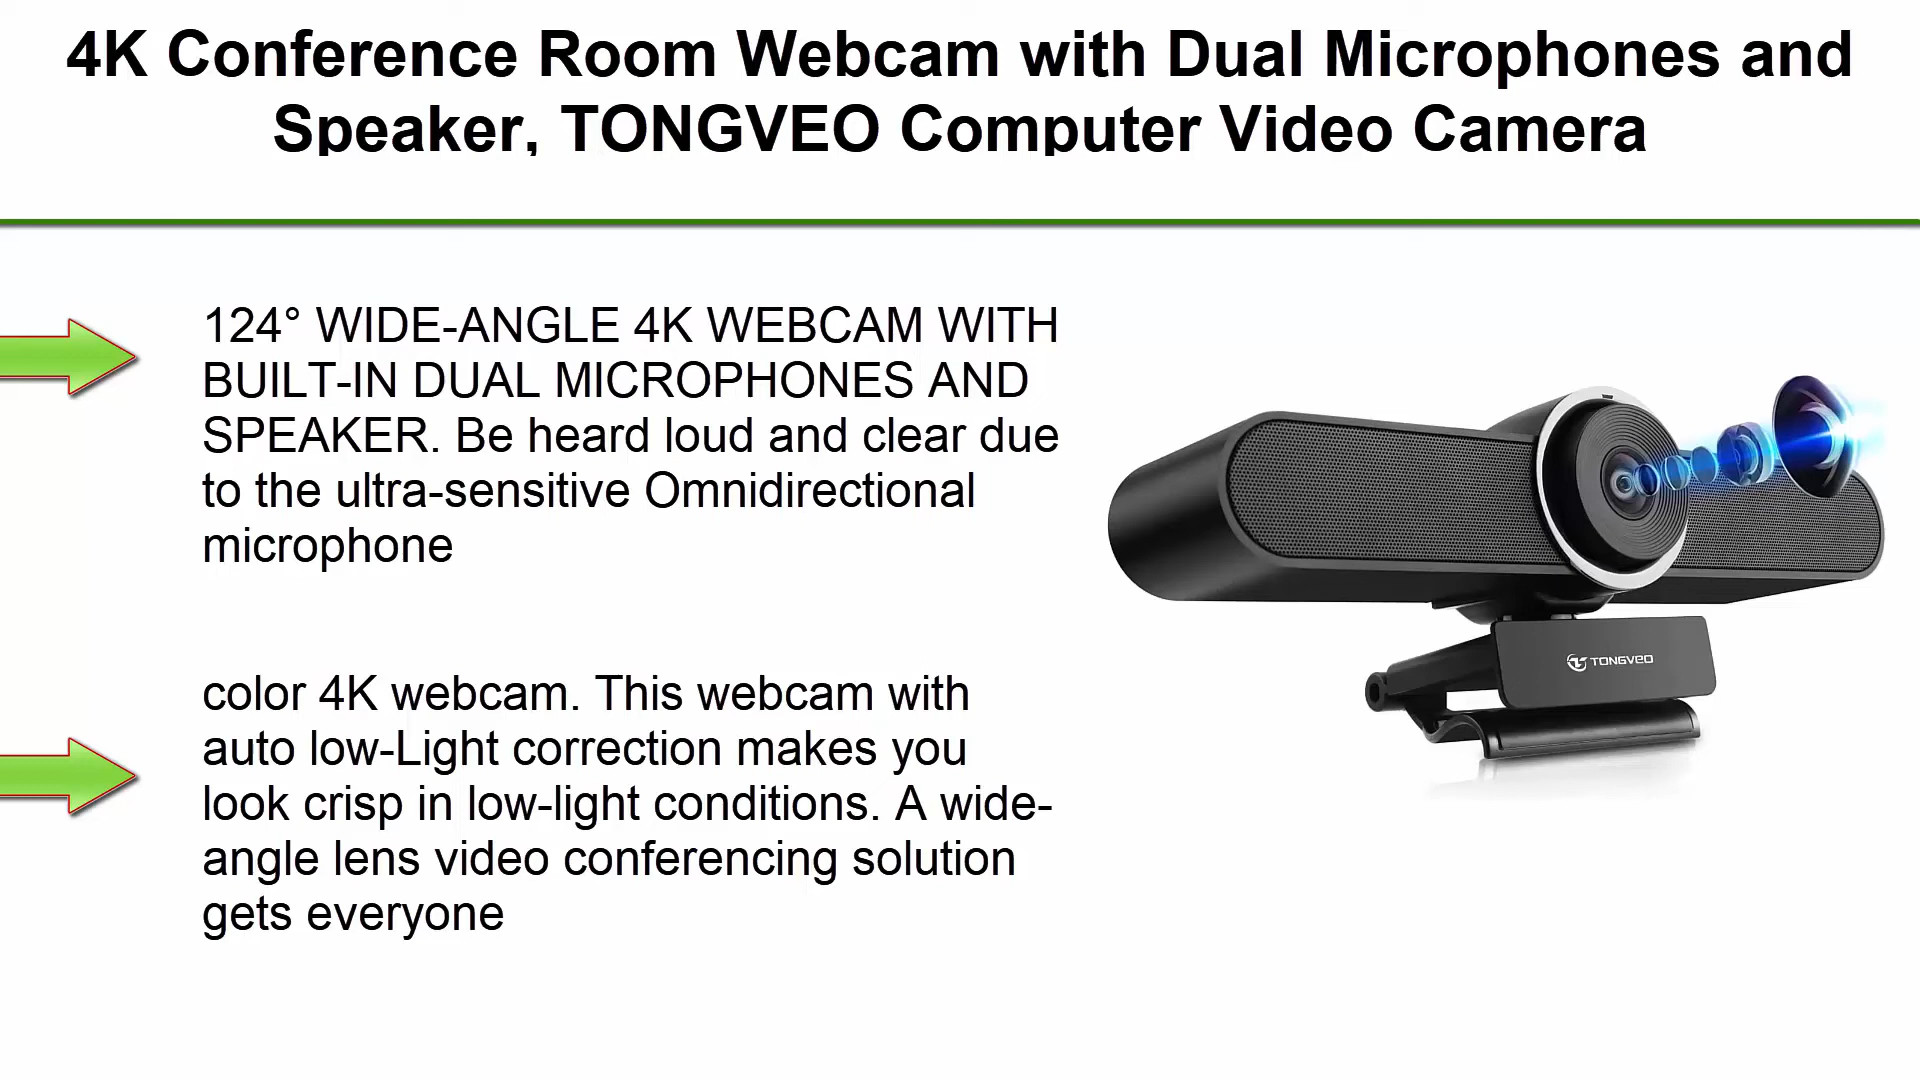 4K Conference Room Webcam with Dual Microphones and
Speaker, TONGVEO Computer Video Camera
124° WIDE-ANGLE 4K WEBCAM WITH
BUILT-IN DUAL MICROPHONES AND
SPEAKER. Be heard loud and clear due
to the ultra-sensitive Omnidirectional
microphone
color 4K webcam. This webcam with
auto low-Light correction makes you
look crisp in low-light conditions. A wide-
angle lens video conferencing solution
gets everyone
TONGVEO